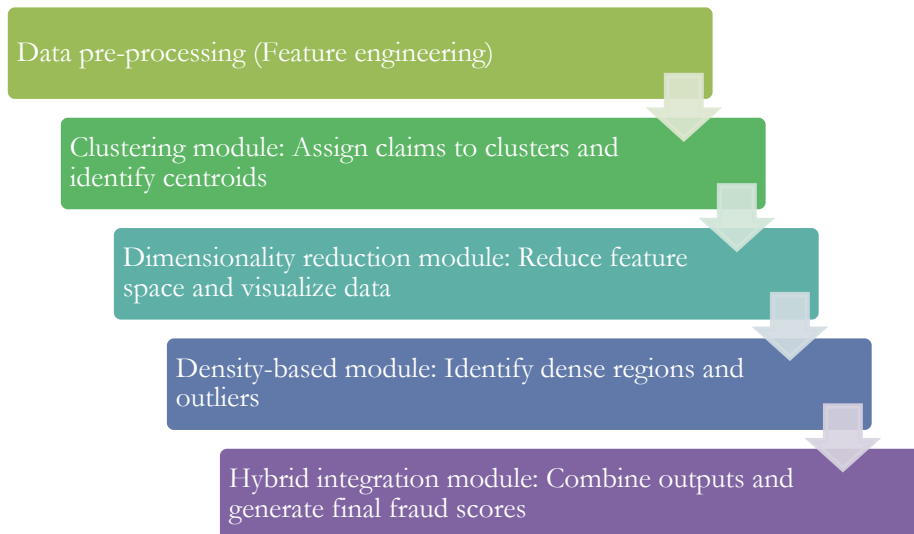 Data pre-processing (Feature engineering)
Clustering module: Assign claims to clusters and
identify centroids
Dimensionality reduction module: Reduce feature
space and visualize data
Density-based module: Identify dense regions and
outliers
Hybrid integration module: Combine outputs and
generate final fraud scores